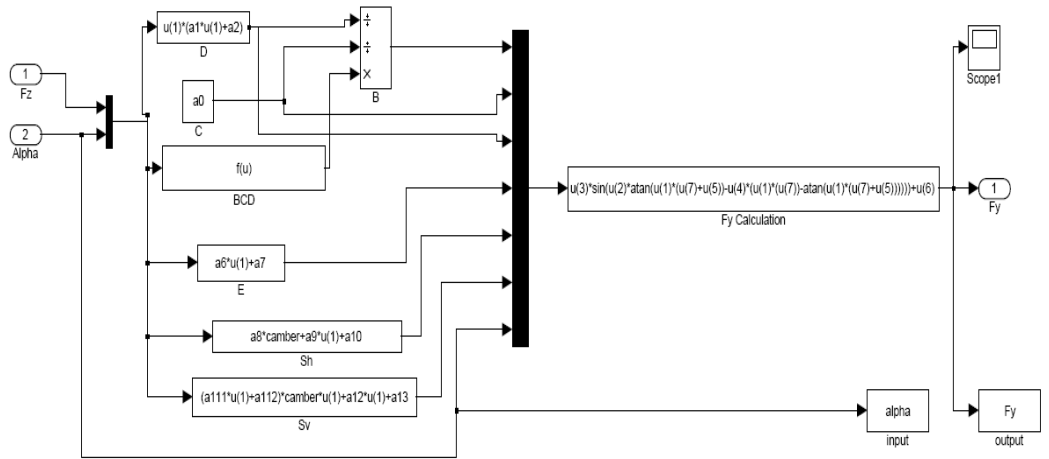 1
Fz
2
Alpha
u(1)*(a1*u(1)+a2)
D
÷
÷
×
B
a0
C
f(u)
BCD
a6*u(1)+a7
E
a8*camber+a9*u(1)+a10
Sh
(a111*u(1)+a112)*camber*u(1)+a12*u(1)+a13
Sv
u(3)*sin(u(2)*atan(u(1)*(u(7)+u(5))-u(4)*(u(1)*(u(7))-atan(u(1)*(u(7)+u(5))))))+u(6)
Fy Calculation
Scope1
1
Fy
alpha
input
Fy
output